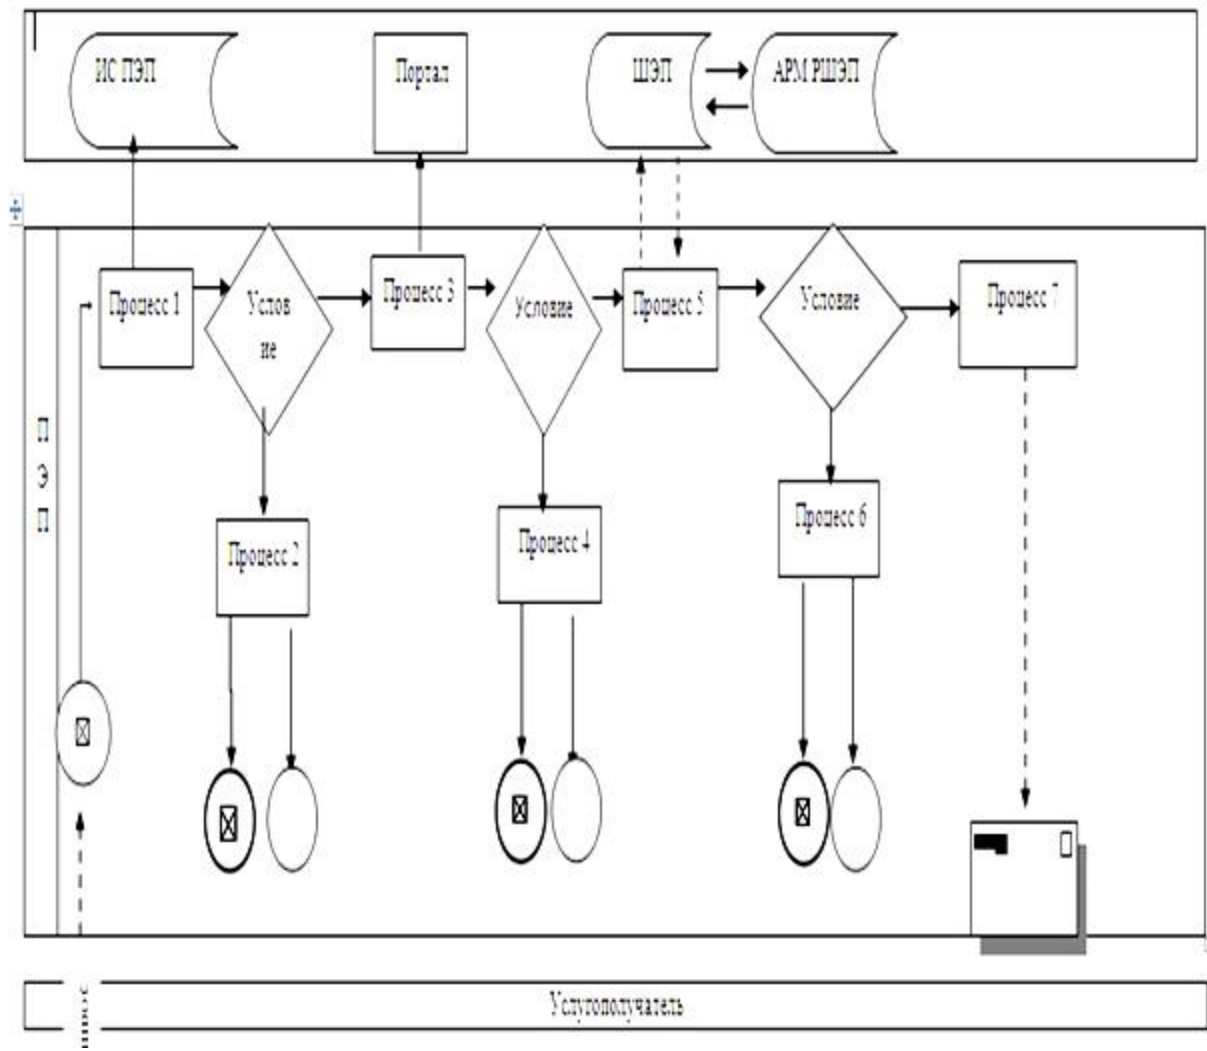 ИС ПЭП
Портал
ШЭП
АРМ РШЭП
Процесс 1
Услов
ие
Процесс 3
Условие
Процесс 5
Условие
Процесс 7
П
Э
П
Процесс 2
Процесс 4
Процесс 6
Услугополучатель